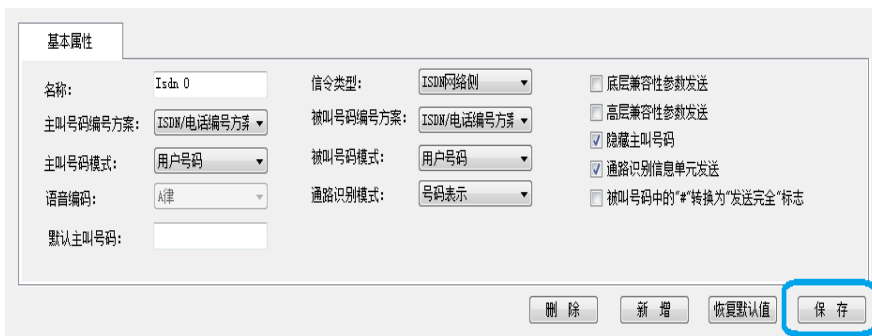 基本属性
名称: Isdn 0 信令类型: ISDN网络侧 底层兼容性参数发送
主叫号码编号方案: ISDN/电话编号方案 被叫号码编号方案: ISDN/电话编号方案 高层兼容性参数发送
隐藏主叫号码
主叫号码模式: 用户号码 被叫号码模式: 用户号码 通路识别信息单元发送
语音编码: A律 通路识别模式: 号码表示 被叫号码中的"#"转换为"发送完全"标志
默认主叫号码:
删 除 新 增 恢复默认值 保 存